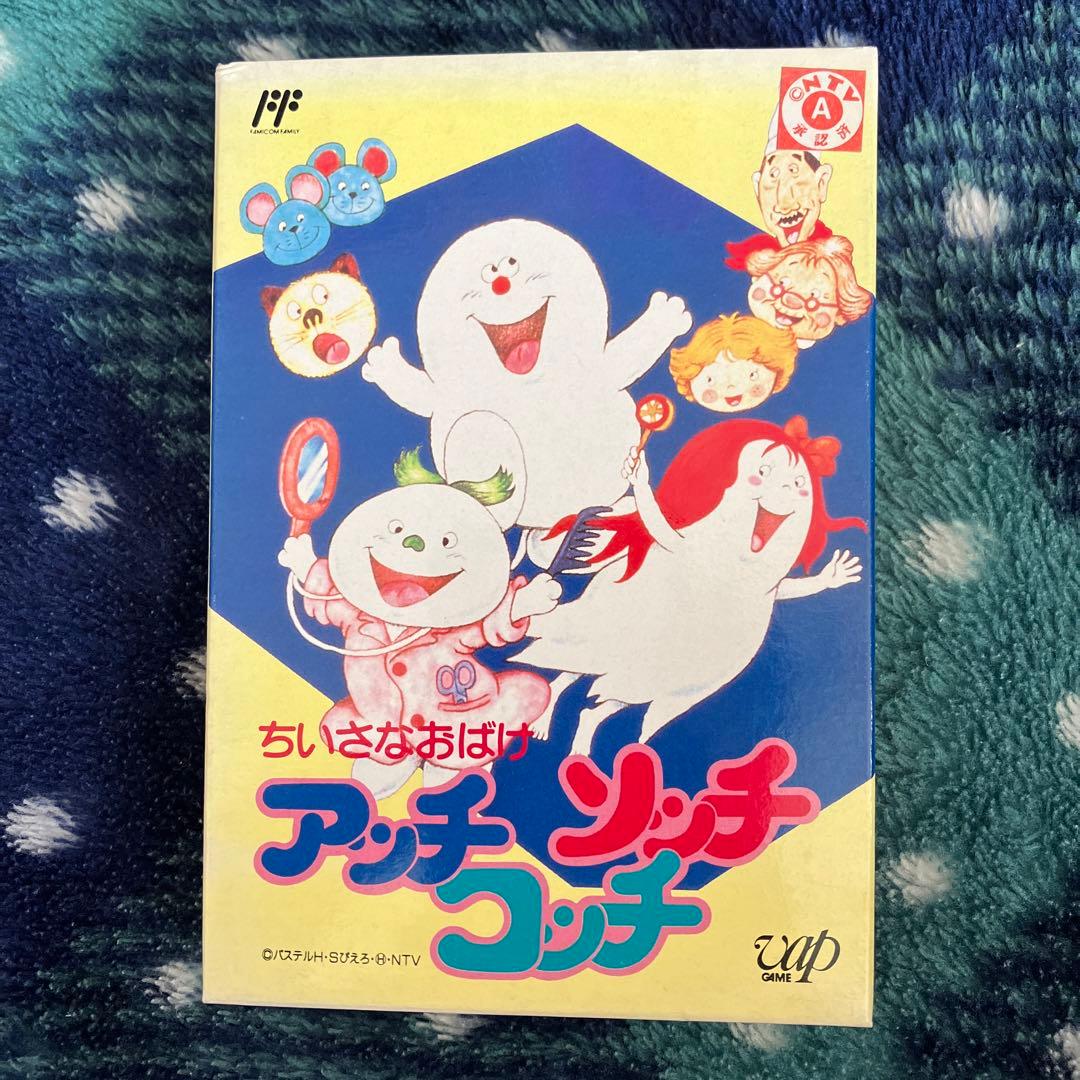 FF
FAMICOM FAMILY
©NTV
A
承認済
ちいさなおばけ
アッチ ソッチ
コッチ
©パステルH・Sぴえろ・Ⓗ・NTV
vap
GAME